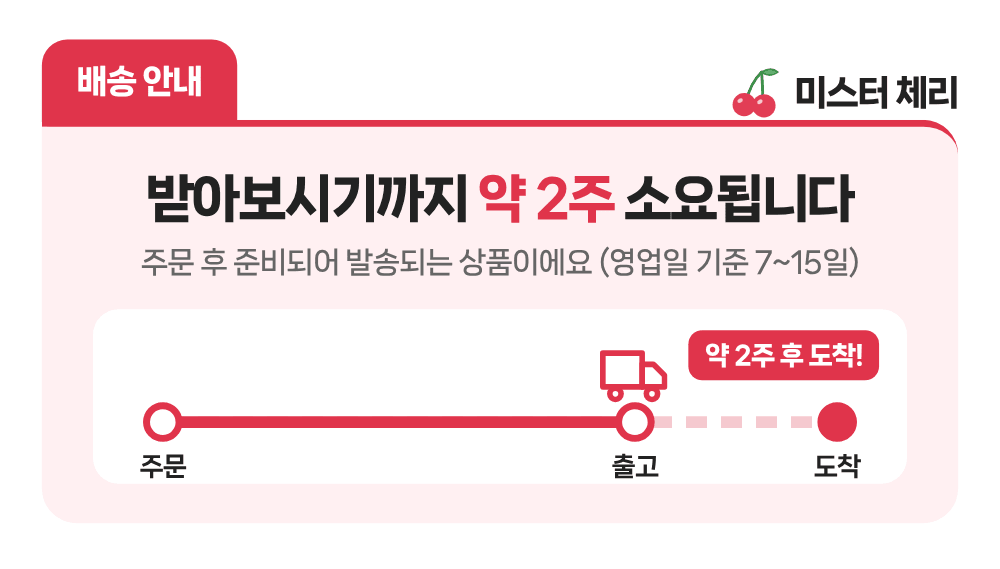 배송 안내
미스터 체리
받아보시기까지 약 2주 소요됩니다
주문 후 준비되어 발송되는 상품이에요 (영업일 기준 7~15일)
약 2주 후 도착!
주문
출고
도착